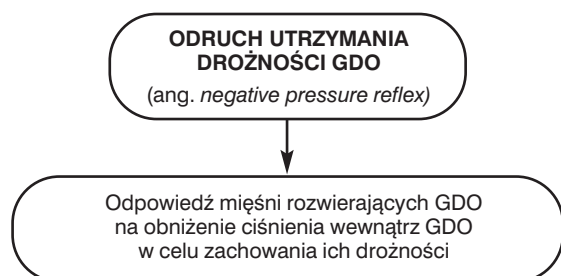 ODRUCH UTRZYMANIA
DROŻNOŚCI GDO
(ang. negative pressure reflex)
Odpowiedź mięśni rozwierających GDO
na obniżenie ciśnienia wewnątrz GDO
w celu zachowania ich drożności